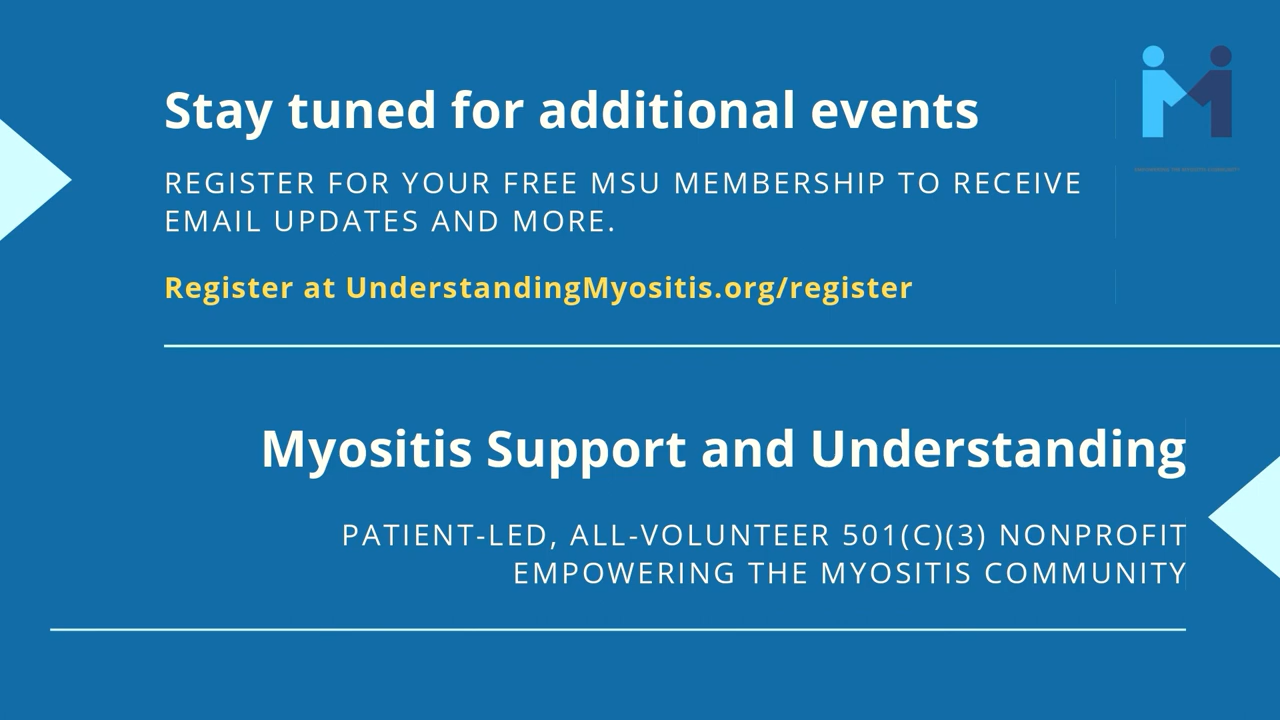 Stay tuned for additional events
REGISTER FOR YOUR FREE MSU MEMBERSHIP TO RECEIVE
EMAIL UPDATES AND MORE.
Register at UnderstandingMyositis.org/register
Myositis Support and Understanding
PATIENT-LED, ALL-VOLUNTEER 501(C)(3) NONPROFIT
EMPOWERING THE MYOSITIS COMMUNITY